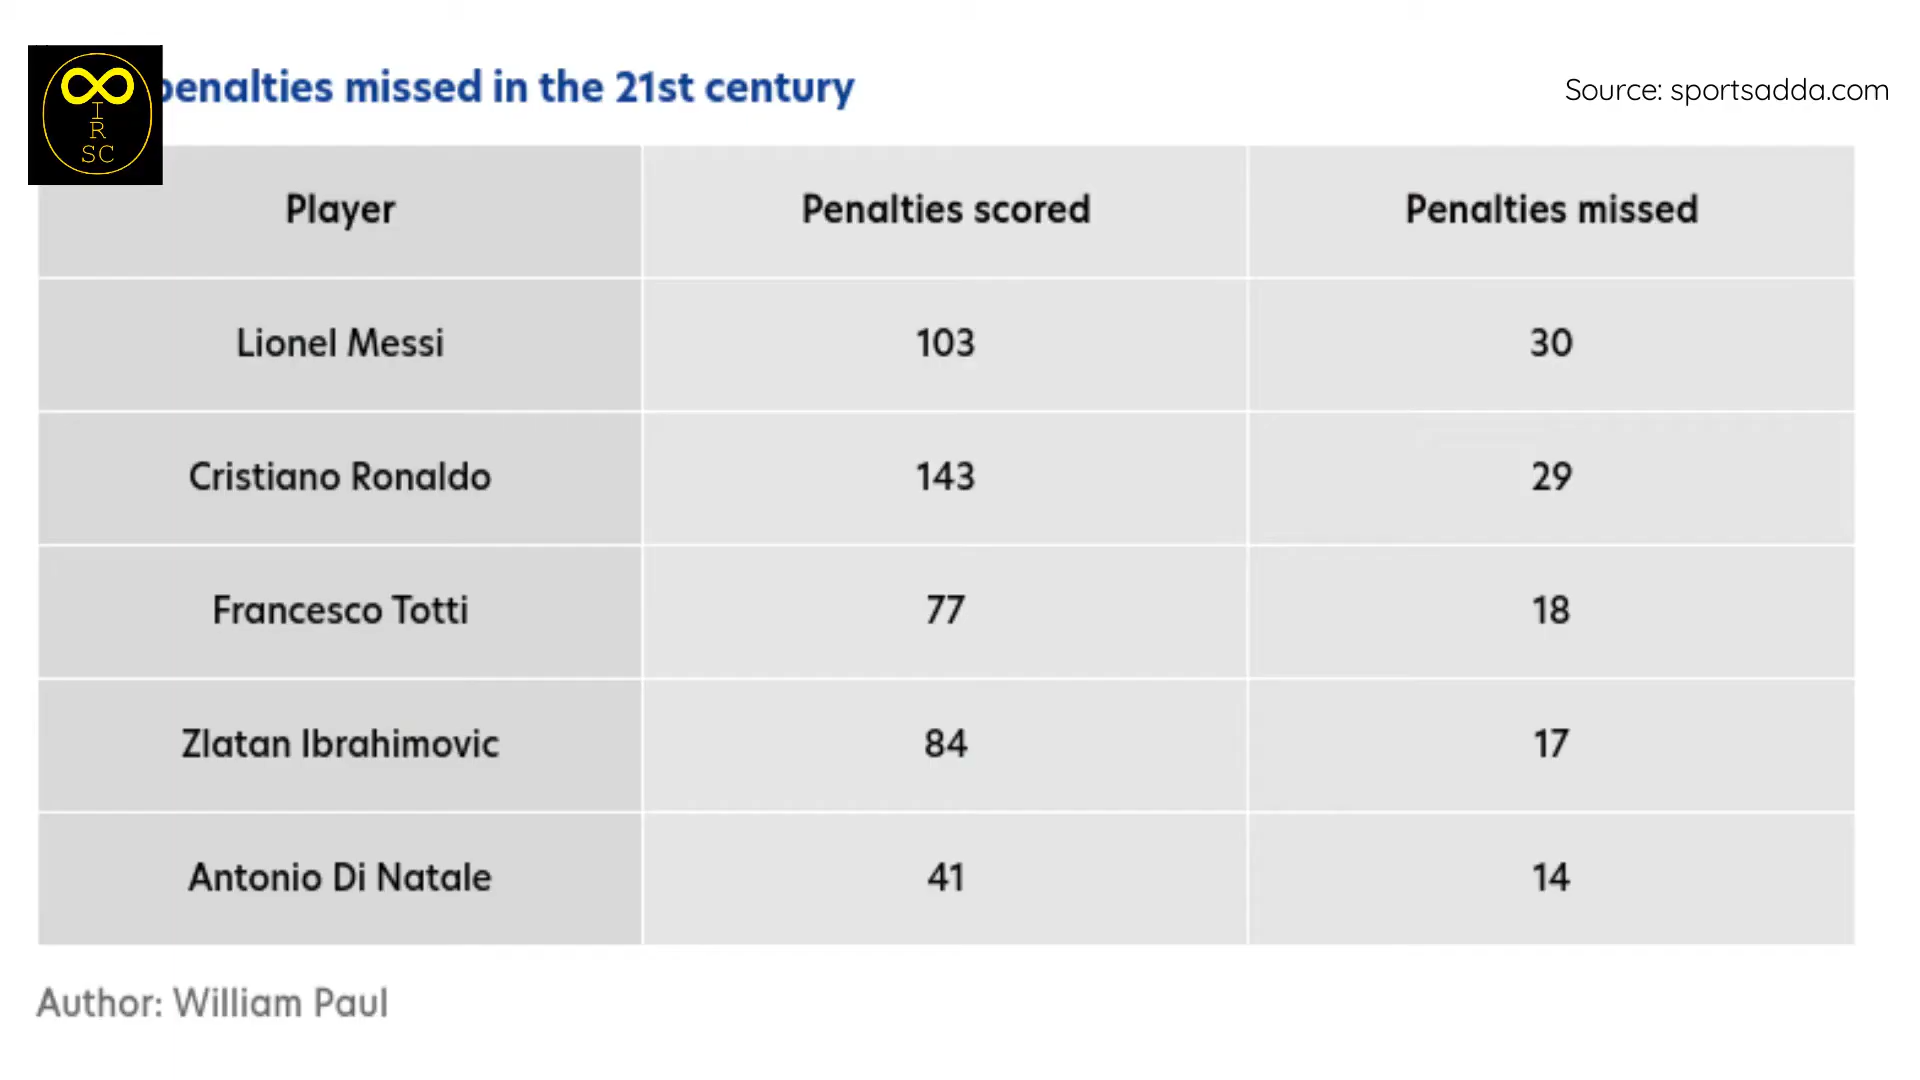 penalties missed in the 21st century
Source: sportsadda.com
I
R
SC
Player Penalties scored Penalties missed
Lionel Messi 103 30
Cristiano Ronaldo 143 29
Francesco Totti 77 18
Zlatan Ibrahimovic 84 17
Antonio Di Natale 41 14
Author: William Paul